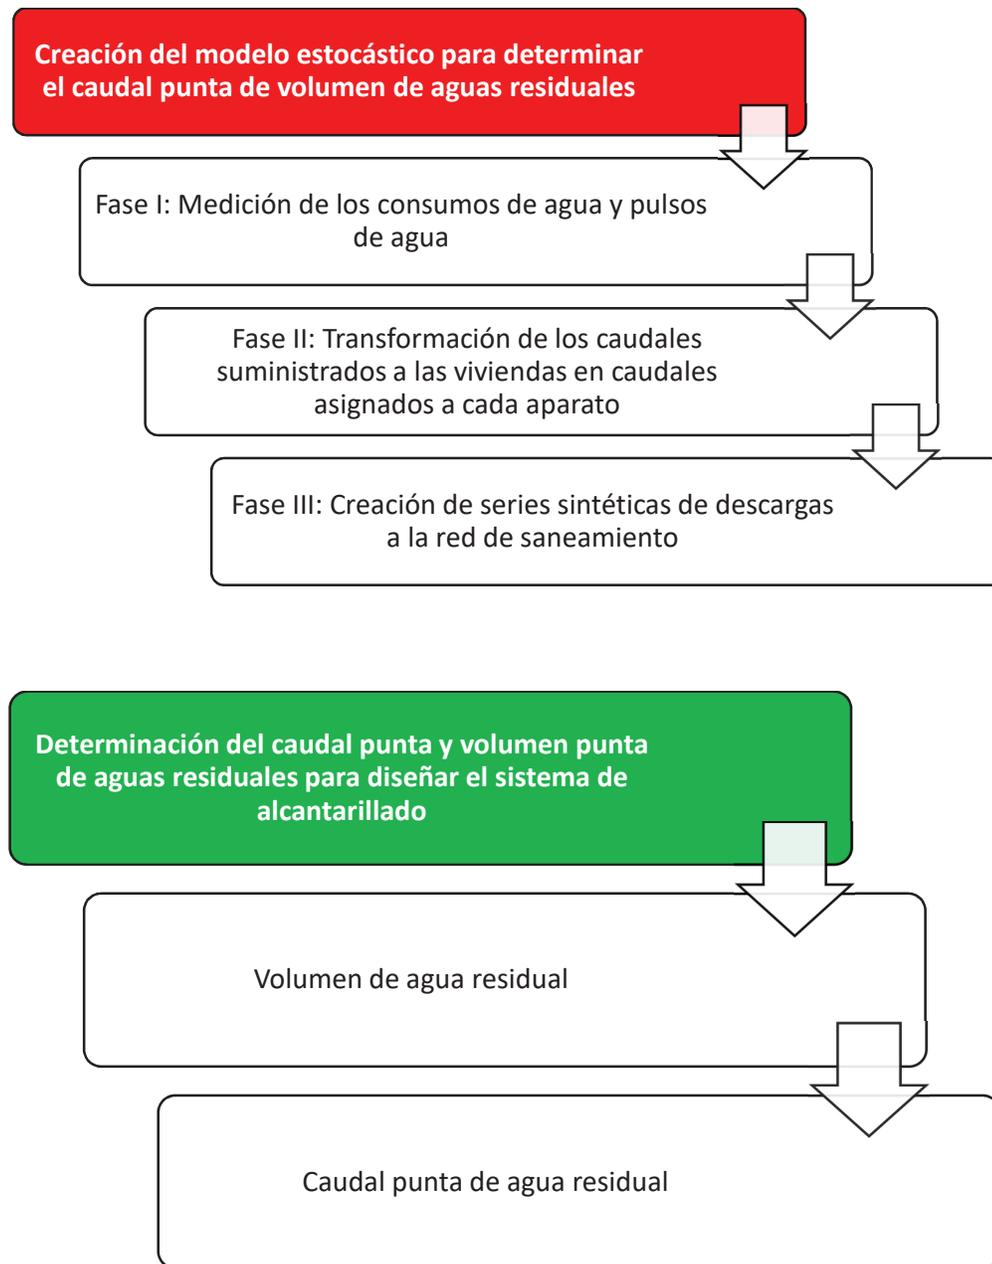 Creación del modelo estocástico para determinar
el caudal punta de volumen de aguas residuales
Fase I: Medición de los consumos de agua y pulsos
de agua
Fase II: Transformación de los caudales
suministrados a las viviendas en caudales
asignados a cada aparato
Fase III: Creación de series sintéticas de descargas
a la red de saneamiento
Determinación del caudal punta y volumen punta
de aguas residuales para diseñar el sistema de
alcantarillado
Volumen de agua residual
Caudal punta de agua residual